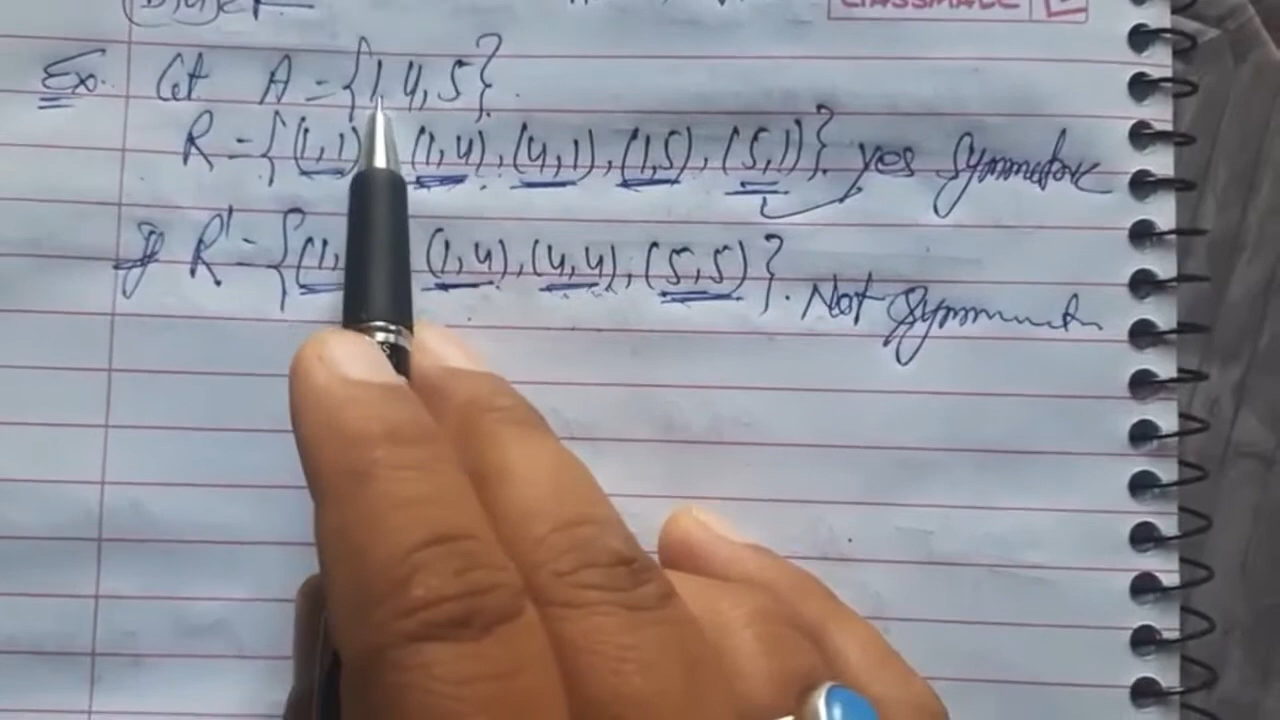 Ex. Let A = {1, 4, 5}.
R = {(1,1), (1,4), (4,1), (1,5), (5,1)}. yes Symmetric
R' = {(1, (1,4), (4,4), (5,5)}. Not Symmetric